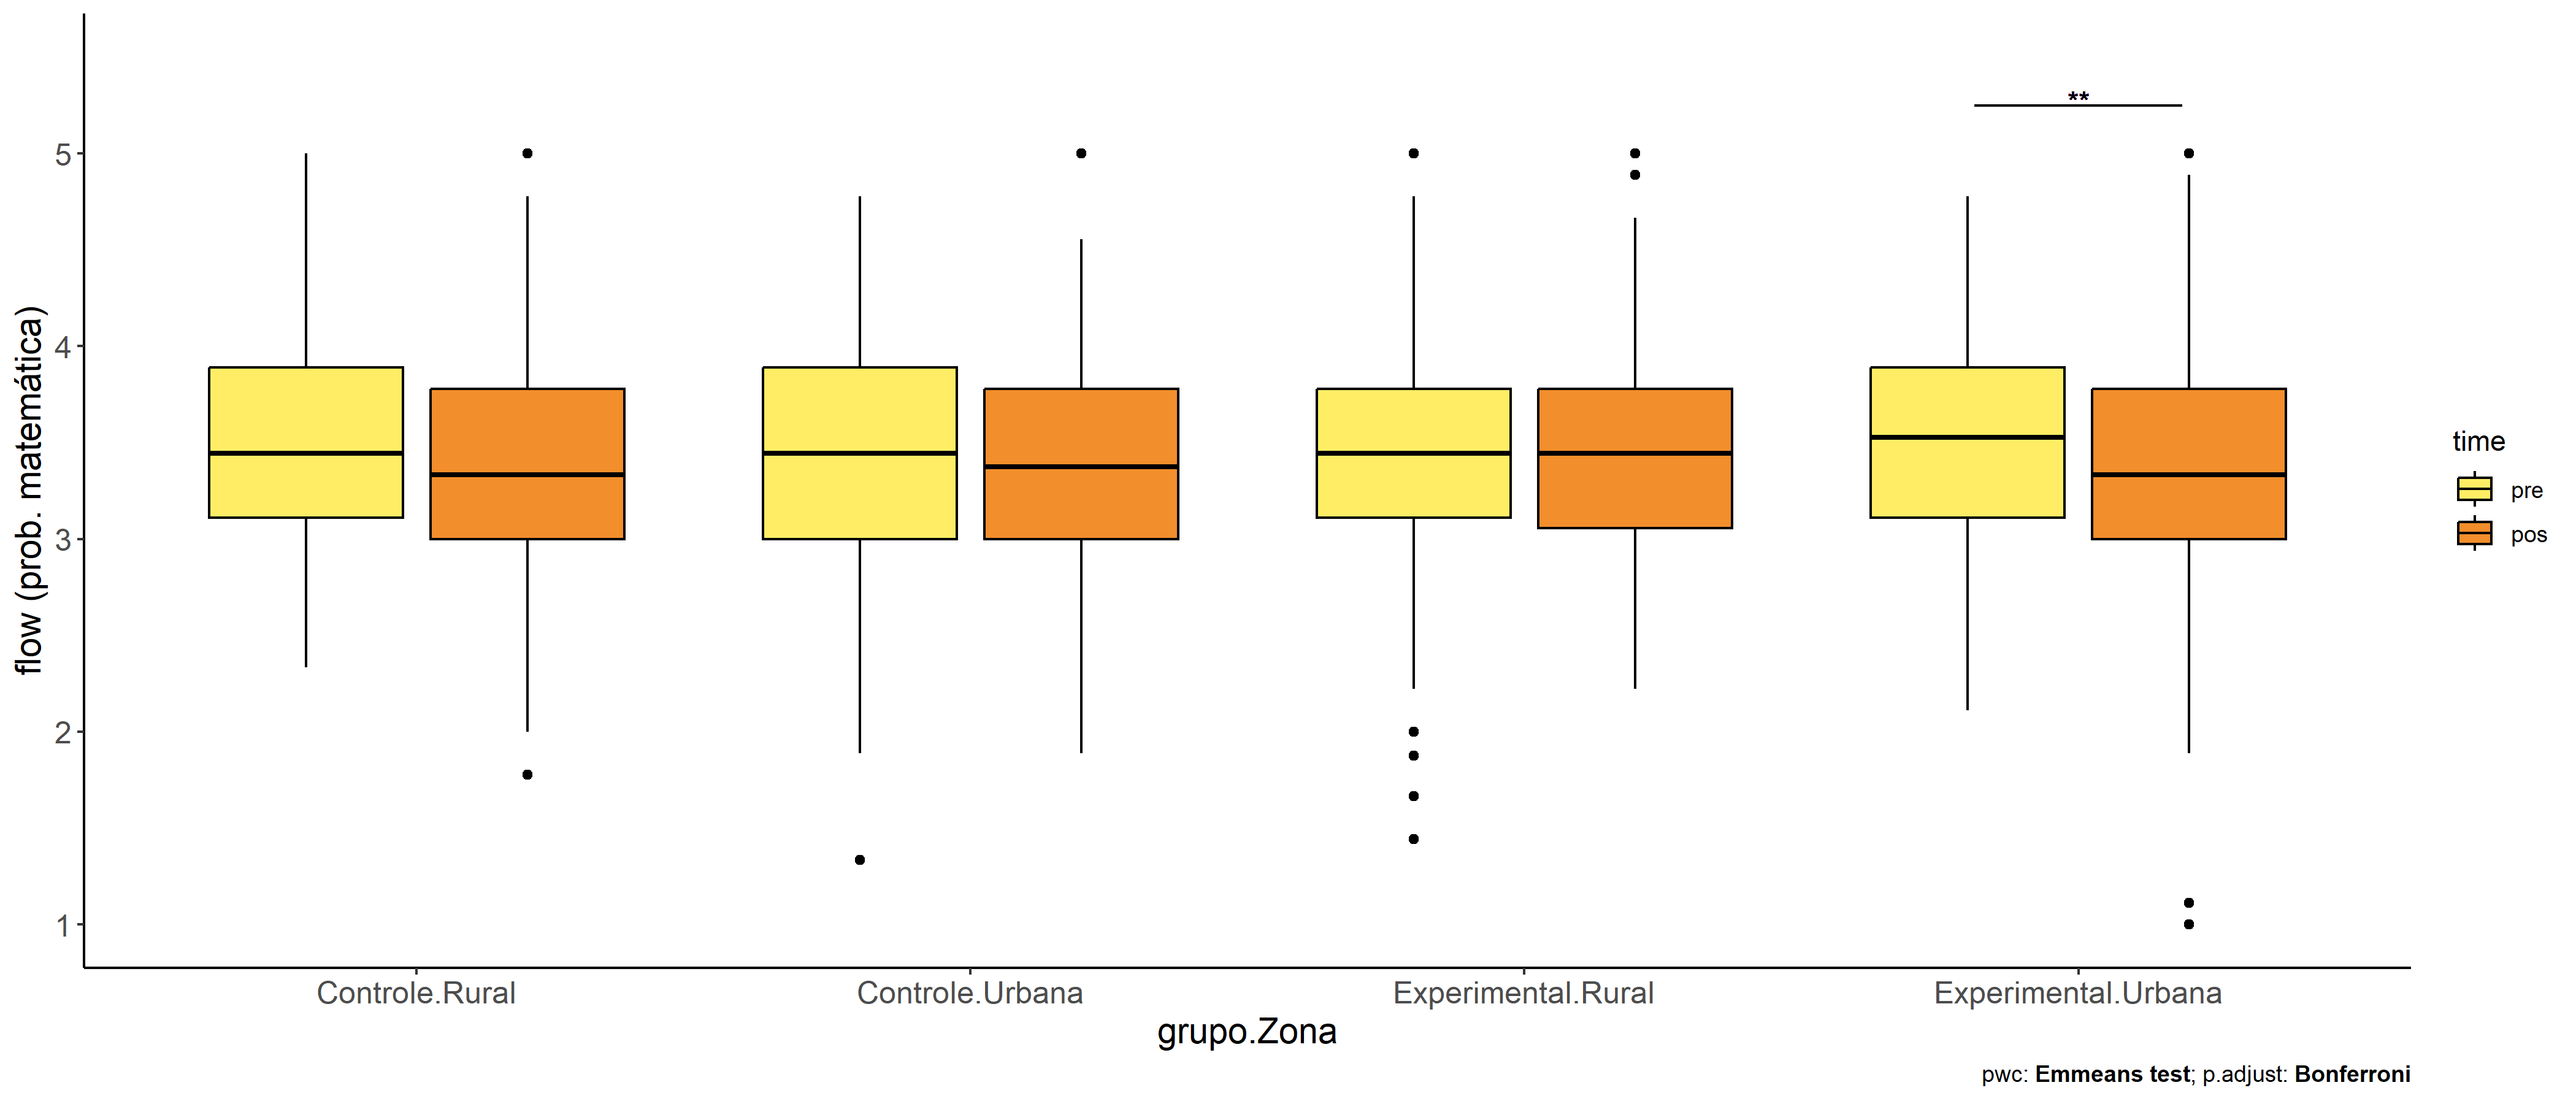 flow (prob. matemática)
5
4
3
2
1
**
Controle.Rural
Controle.Urbana
Experimental.Rural
Experimental.Urbana
grupo.Zona
time
pre
pos
pwc: Emmeans test; p.adjust: Bonferroni